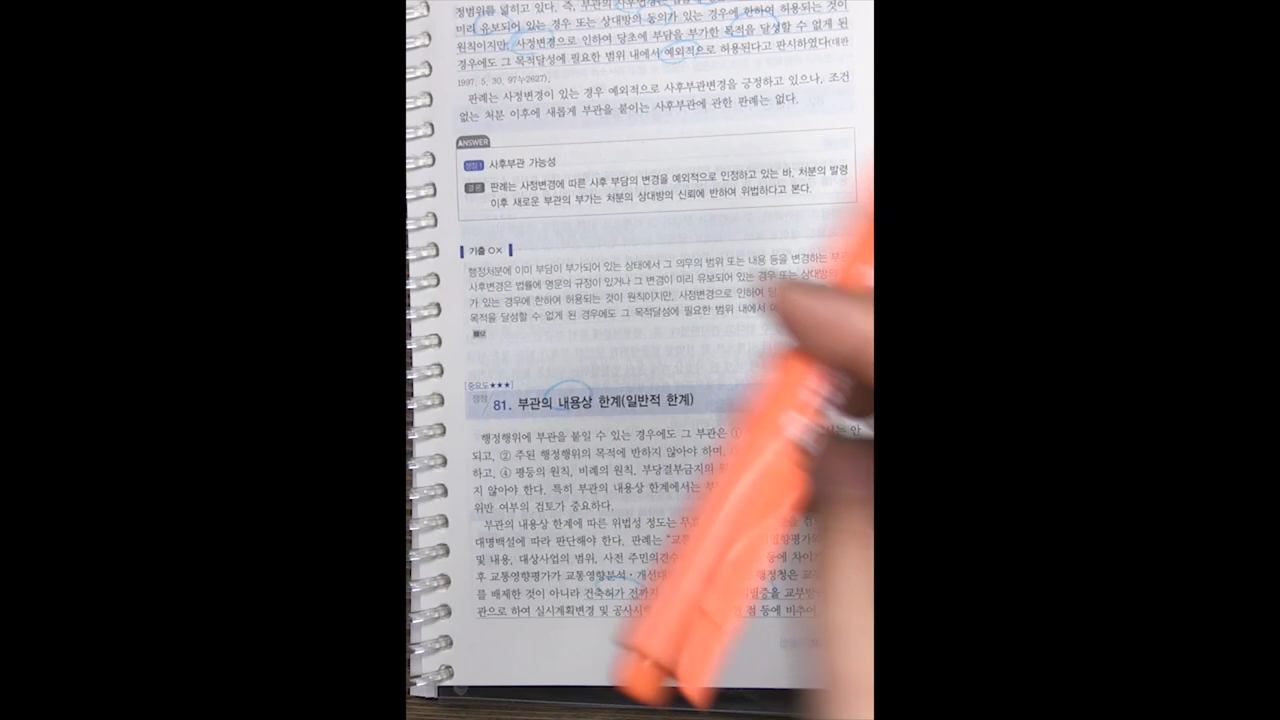 정범위를 넓히고 있다. 즉, 부관의
미리 유보되어 있는 경우 또는 상대방의 동의가 있는 경우에 한하여 허용되는 것이
원칙이지만, 사정변경으로 인하여 당초에 부담을 부가한 목적을 달성할 수 없게 된
경우에도 그 목적달성에 필요한 범위 내에서 예외적으로 허용된다고 판시하였다(대판
1997. 5. 30, 97누2627).
판례는 사정변경이 있는 경우 예외적으로 사후부관변경을 긍정하고 있으나, 조건
없는 처분 이후에 새롭게 부관을 붙이는 사후부관에 관한 판례는 없다.
ANSWER
쟁점1 사후부관 가능성
결론 판례는 사정변경에 따른 사후 부담의 변경을 예외적으로 인정하고 있는 바, 처분의 발령
이후 새로운 부관의 부가는 처분의 상대방의 신뢰에 반하여 위법하다고 본다.
기출 OX
행정처분에 이미 부담이 부가되어 있는 상태에서 그 의무의 범위 또는 내용 등을 변경하는
사후변경은 법률에 명문의 규정이 있거나 그 변경이 미리 유보되어 있는 경우 또는 상대방의
가 있는 경우에 한하여 허용되는 것이 원칙이지만, 사정변경으로 인하여
목적을 달성할 수 없게 된 경우에도 그 목적달성에 필요한 범위 내에서
[중요도★★★]
쟁점 81. 부관의 내용상 한계(일반적 한계)
행정행위에 부관을 붙일 수 있는 경우에도 그 부관은 ① 안
되고, ② 주된 행정행위의 목적에 반하지 않아야 하며,
하고, ④ 평등의 원칙, 비례의 원칙, 부당결부금지의
지 않아야 한다. 특히 부관의 내용상 한계에서는
위반 여부의 검토가 중요하다.
부관의 내용상 한계에 따른 위법성 정도는
대명백설에 따라 판단해야 한다. 판례는
및 내용, 대상사업의 범위, 사전 주민의견수 등에
후 교통영향평가가 교통영향분석·개선대 행정청은
를 배제한 것이 아니라 건축허가 전까지 필증을
관으로 하여 실시계획변경 및 공사시 점 등에 비추어